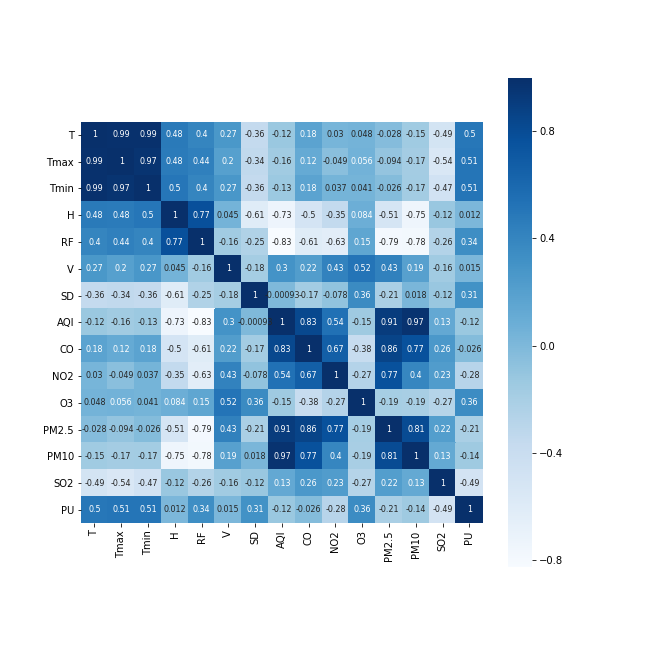 T 1 0.99 0.99 0.48 0.4 0.27 -0.36 -0.12 0.18 0.03 0.048 -0.028 -0.15 -0.49 0.5
0.8
Tmax 0.99 1 0.97 0.48 0.44 0.2 -0.34 -0.16 0.12 -0.049 0.056 -0.094 -0.17 -0.54 0.51
Tmin 0.99 0.97 1 0.5 0.4 0.27 -0.36 -0.13 0.18 0.037 0.041 -0.026 -0.17 -0.47 0.51
H 0.48 0.48 0.5 1 0.77 0.045 -0.61 -0.73 -0.5 -0.35 0.084 -0.51 -0.75 -0.12 0.012
RF 0.4 0.44 0.4 0.77 1 -0.16 -0.25 -0.83 -0.61 -0.63 0.15 -0.79 -0.78 -0.26 0.34
0.4
V 0.27 0.2 0.27 0.045 -0.16 1 -0.18 0.3 0.22 0.43 0.52 0.43 0.19 -0.16 0.015
SD -0.36 -0.34 -0.36 -0.61 -0.25 -0.18 1 -0.17 -0.078 0.36 -0.21 0.018 -0.12 0.31
AQI -0.12 -0.16 -0.13 -0.73 -0.83 0.3 1 0.83 0.54 -0.15 0.91 0.97 0.13 -0.12
0.0
CO 0.18 0.12 0.18 -0.5 -0.61 0.22 -0.17 0.83 1 0.67 -0.38 0.86 0.77 0.26 -0.026
NO2 0.03 -0.049 0.037 -0.35 -0.63 0.43 -0.078 0.54 0.67 1 -0.27 0.77 0.4 0.23 -0.28
O3 0.048 0.056 0.041 0.084 0.15 0.52 0.36 -0.15 -0.38 -0.27 1 -0.19 -0.19 -0.27 0.36
PM2.5 -0.028 -0.094 -0.026 -0.51 -0.79 0.43 -0.21 0.91 0.86 0.77 -0.19 1 0.81 0.22 -0.21
−0.4
PM10 -0.15 -0.17 -0.17 -0.75 -0.78 0.19 0.018 0.97 0.77 0.4 -0.19 0.81 1 0.13 -0.14
SO2 -0.49 -0.54 -0.47 -0.12 -0.26 -0.16 -0.12 0.13 0.26 0.23 -0.27 0.22 0.13 1 -0.49
PU 0.5 0.51 0.51 0.012 0.34 0.015 0.31 -0.12 -0.026 -0.28 0.36 -0.21 -0.14 -0.49 1
−0.8
T Tmax Tmin H RF V SD AQI CO NO2 O3 PM2.5 PM10 SO2 PU